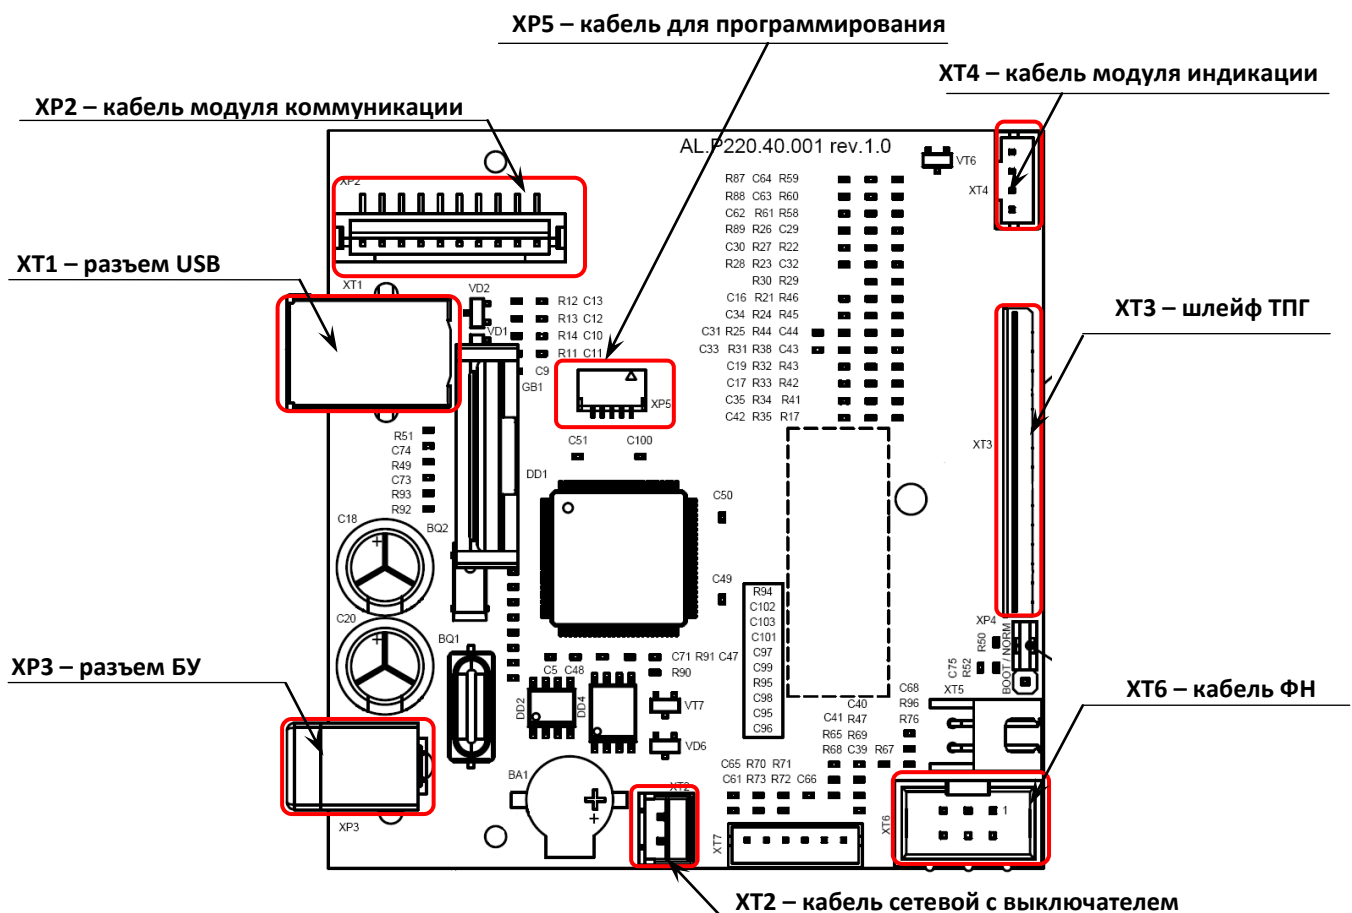 XP5 – кабель для программирования
XT4 – кабель модуля индикации
XP2 – кабель модуля коммуникации
AL.P220.40.001 rev.1.0
VT6
XP2
XT4
R87 C64 R59
R88 C63 R60
C62 R61 R58
R89 R26 C29
C30 R27 R22
R28 R23 C32
R30 R29
C16 R21 R46
C34 R24 R45
C31 R25 R44 C44
C33 R31 R38 C43
C19 R32 R43
C17 R33 R42
C35 R34 R41
C42 R35 R17
XT1 – разъем USB
XT1
VD2
VD1
R12 C13
R13 C12
R14 C10
R11 C11
C9
GB1
XP5
XT3 – шлейф ТПГ
XT3
R51
C74
R49
C73
R93
R92
C51
C100
DD1
C50
C18
BQ2
C49
R94
C102
C103
C101
C97
C99
R95
C98
C95
C96
C20
BQ1
XP4
R50
BOOT / NORM
C75
R52
XP3 – разъем БУ
C71 R91 C47
R90
C5 C48
DD2
DD4
VT7
VD6
C68
R96
R76
XT5
XT6 – кабель ФН
C40
C41 R47
R65 R69
R68 C39 R67
C65 R70 R71
C61 R73 R72 C66
BA1
XT2
XP3
XT7
XT6
1
XT2 – кабель сетевой с выключателем